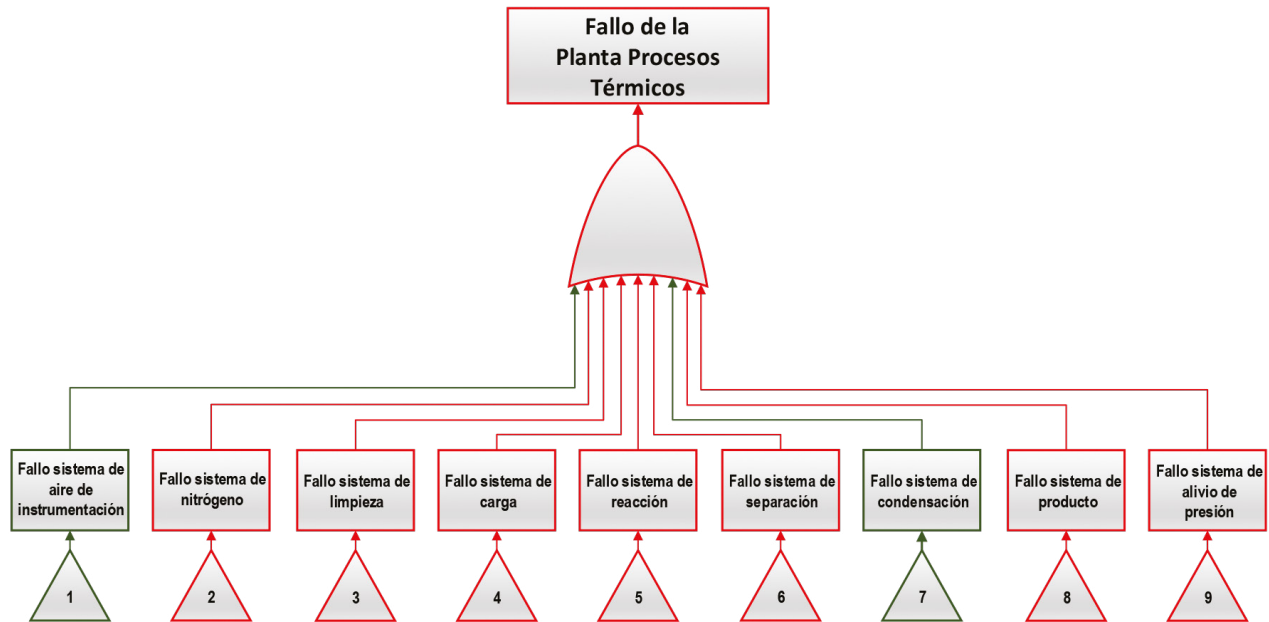 Fallo de la
Planta Procesos
Térmicos
Fallo sistema de
aire de
instrumentación
Fallo sistema de
nitrógeno
Fallo sistema de
limpieza
Fallo sistema de
carga
Fallo sistema de
reacción
Fallo sistema de
separación
Fallo sistema de
condensación
Fallo sistema de
producto
Fallo sistema de
alivio de
presión
1
2
3
4
5
6
7
8
9